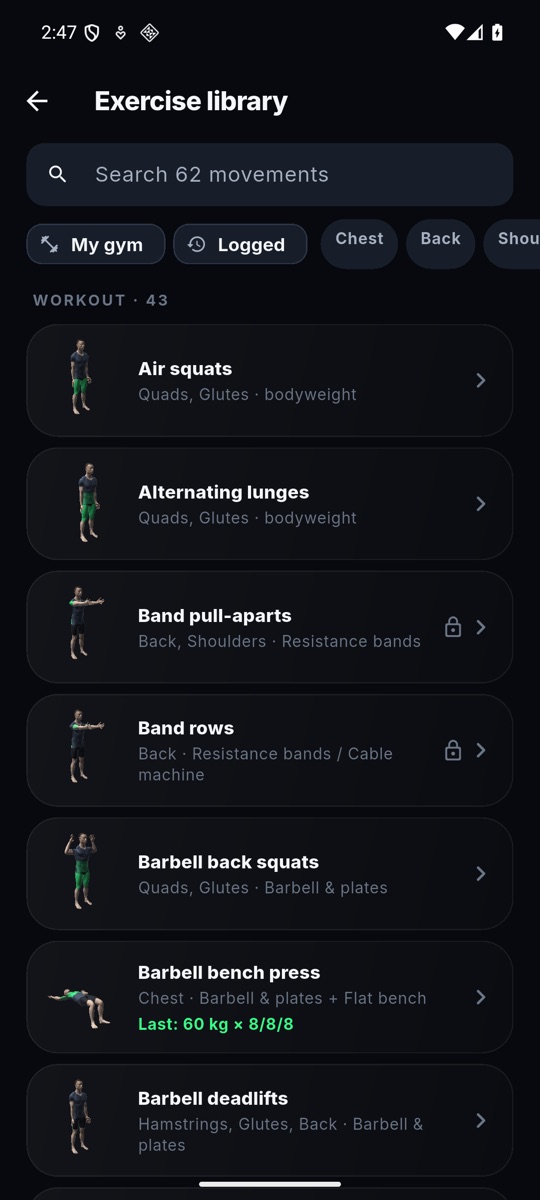 2:47
Exercise library
Search 62 movements
My gym
Logged
Chest
Back
Shou
WORKOUT · 43
Air squats
Quads, Glutes · bodyweight
Alternating lunges
Quads, Glutes · bodyweight
Band pull-aparts
Back, Shoulders · Resistance bands
Band rows
Back · Resistance bands / Cable
machine
Barbell back squats
Quads, Glutes · Barbell & plates
Barbell bench press
Chest · Barbell & plates + Flat bench
Last: 60 kg × 8/8/8
Barbell deadlifts
Hamstrings, Glutes, Back · Barbell &
plates